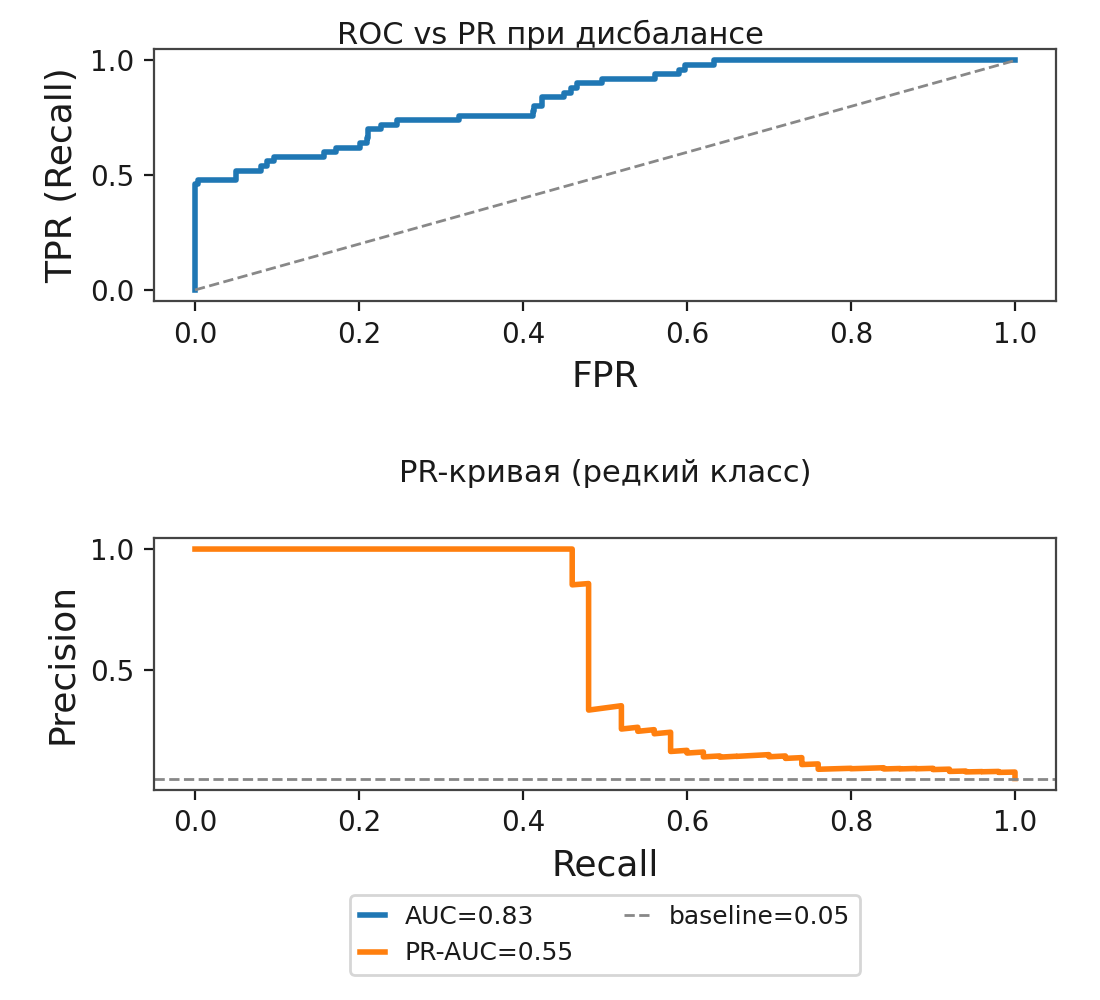 ROC vs PR при дисбалансе
TPR (Recall)
1.0
0.5
0.0
0.0 0.2 0.4 0.6 0.8 1.0
FPR
PR-кривая (редкий класс)
Precision
1.0
0.5
0.0 0.2 0.4 0.6 0.8 1.0
Recall
AUC=0.83 baseline=0.05
PR-AUC=0.55